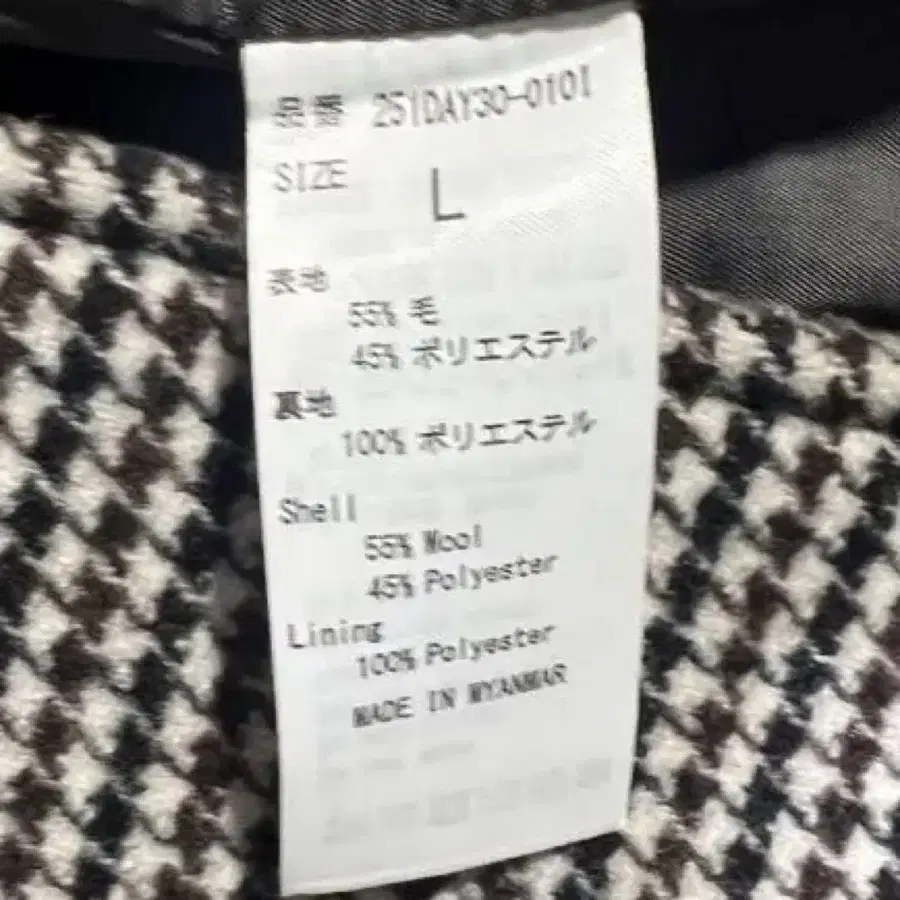 品番 251DAY30-0101
SIZE L
表地
55% 毛
45% ポリエステル
裏地
100% ポリエステル
Shell
55% Wool
45% Polyester
Lining
100% Polyester
MADE IN MYANMAR